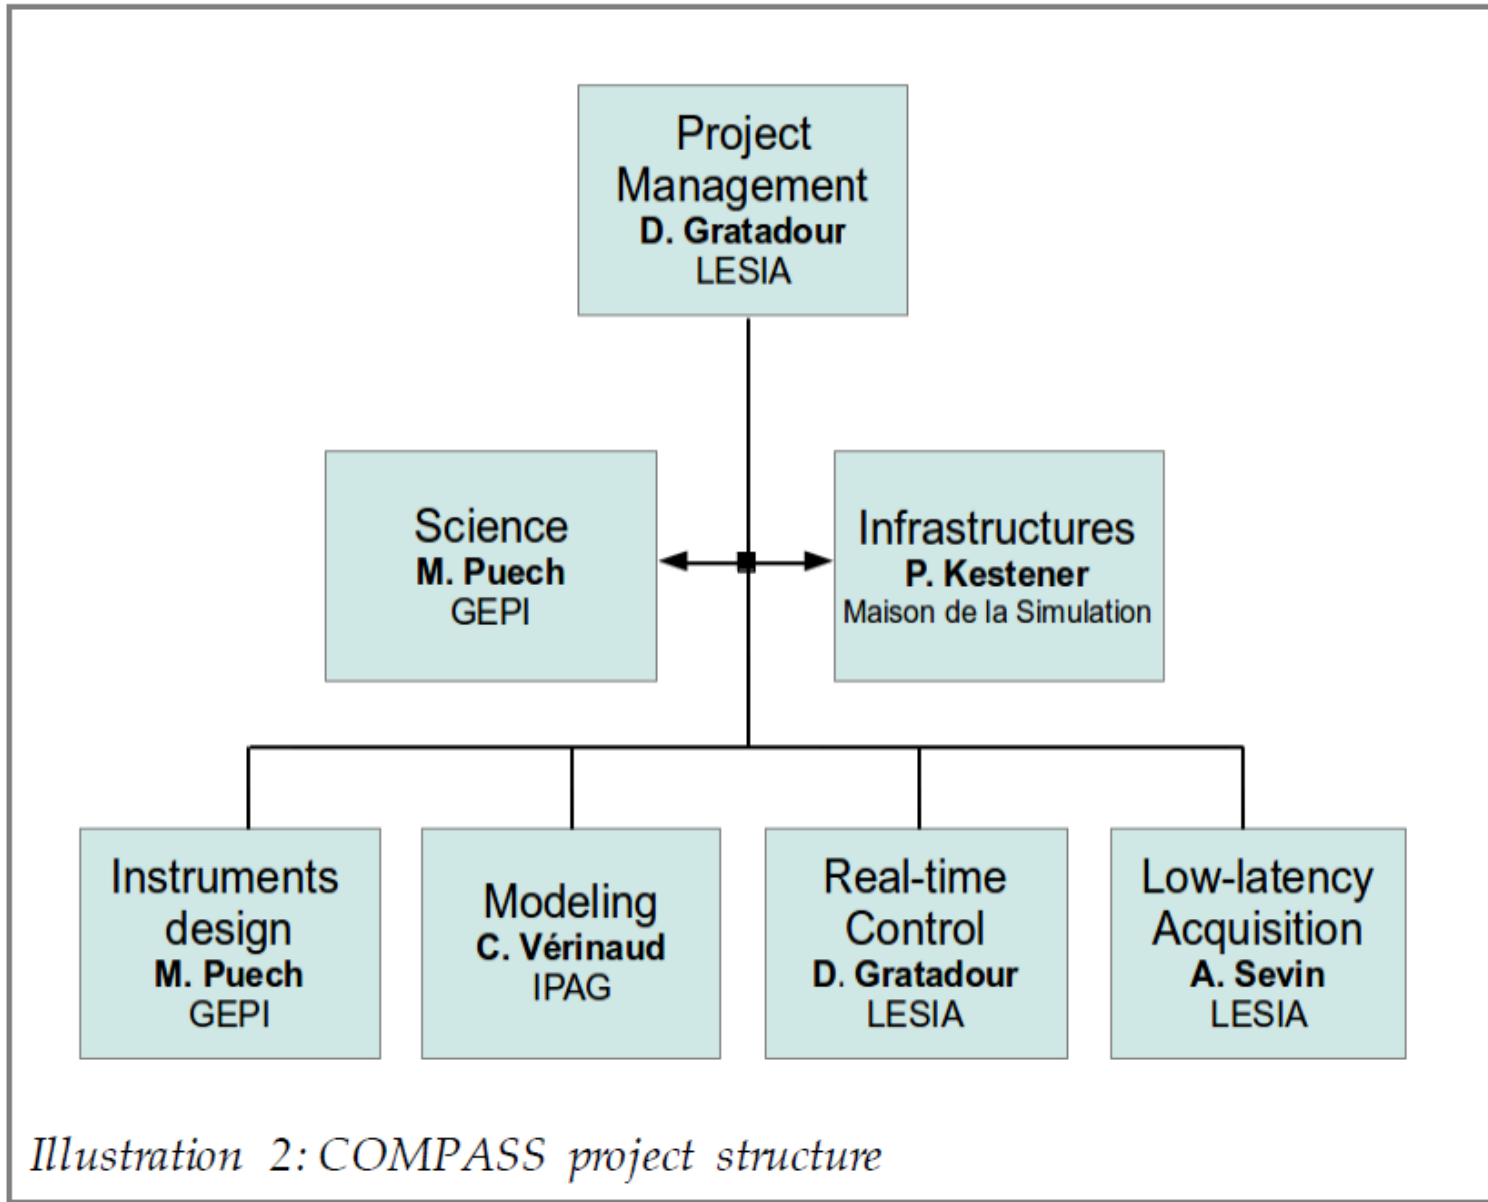 Project
Management
D. Gratadour
LESIA
Science
M. Puech
GEPI
Infrastructures
P. Kestener
Maison de la Simulation
Instruments
design
M. Puech
GEPI
Modeling
C. Vérinaud
IPAG
Real-time
Control
D. Gratadour
LESIA
Low-latency
Acquisition
A. Sevin
LESIA
Illustration 2: COMPASS project structure